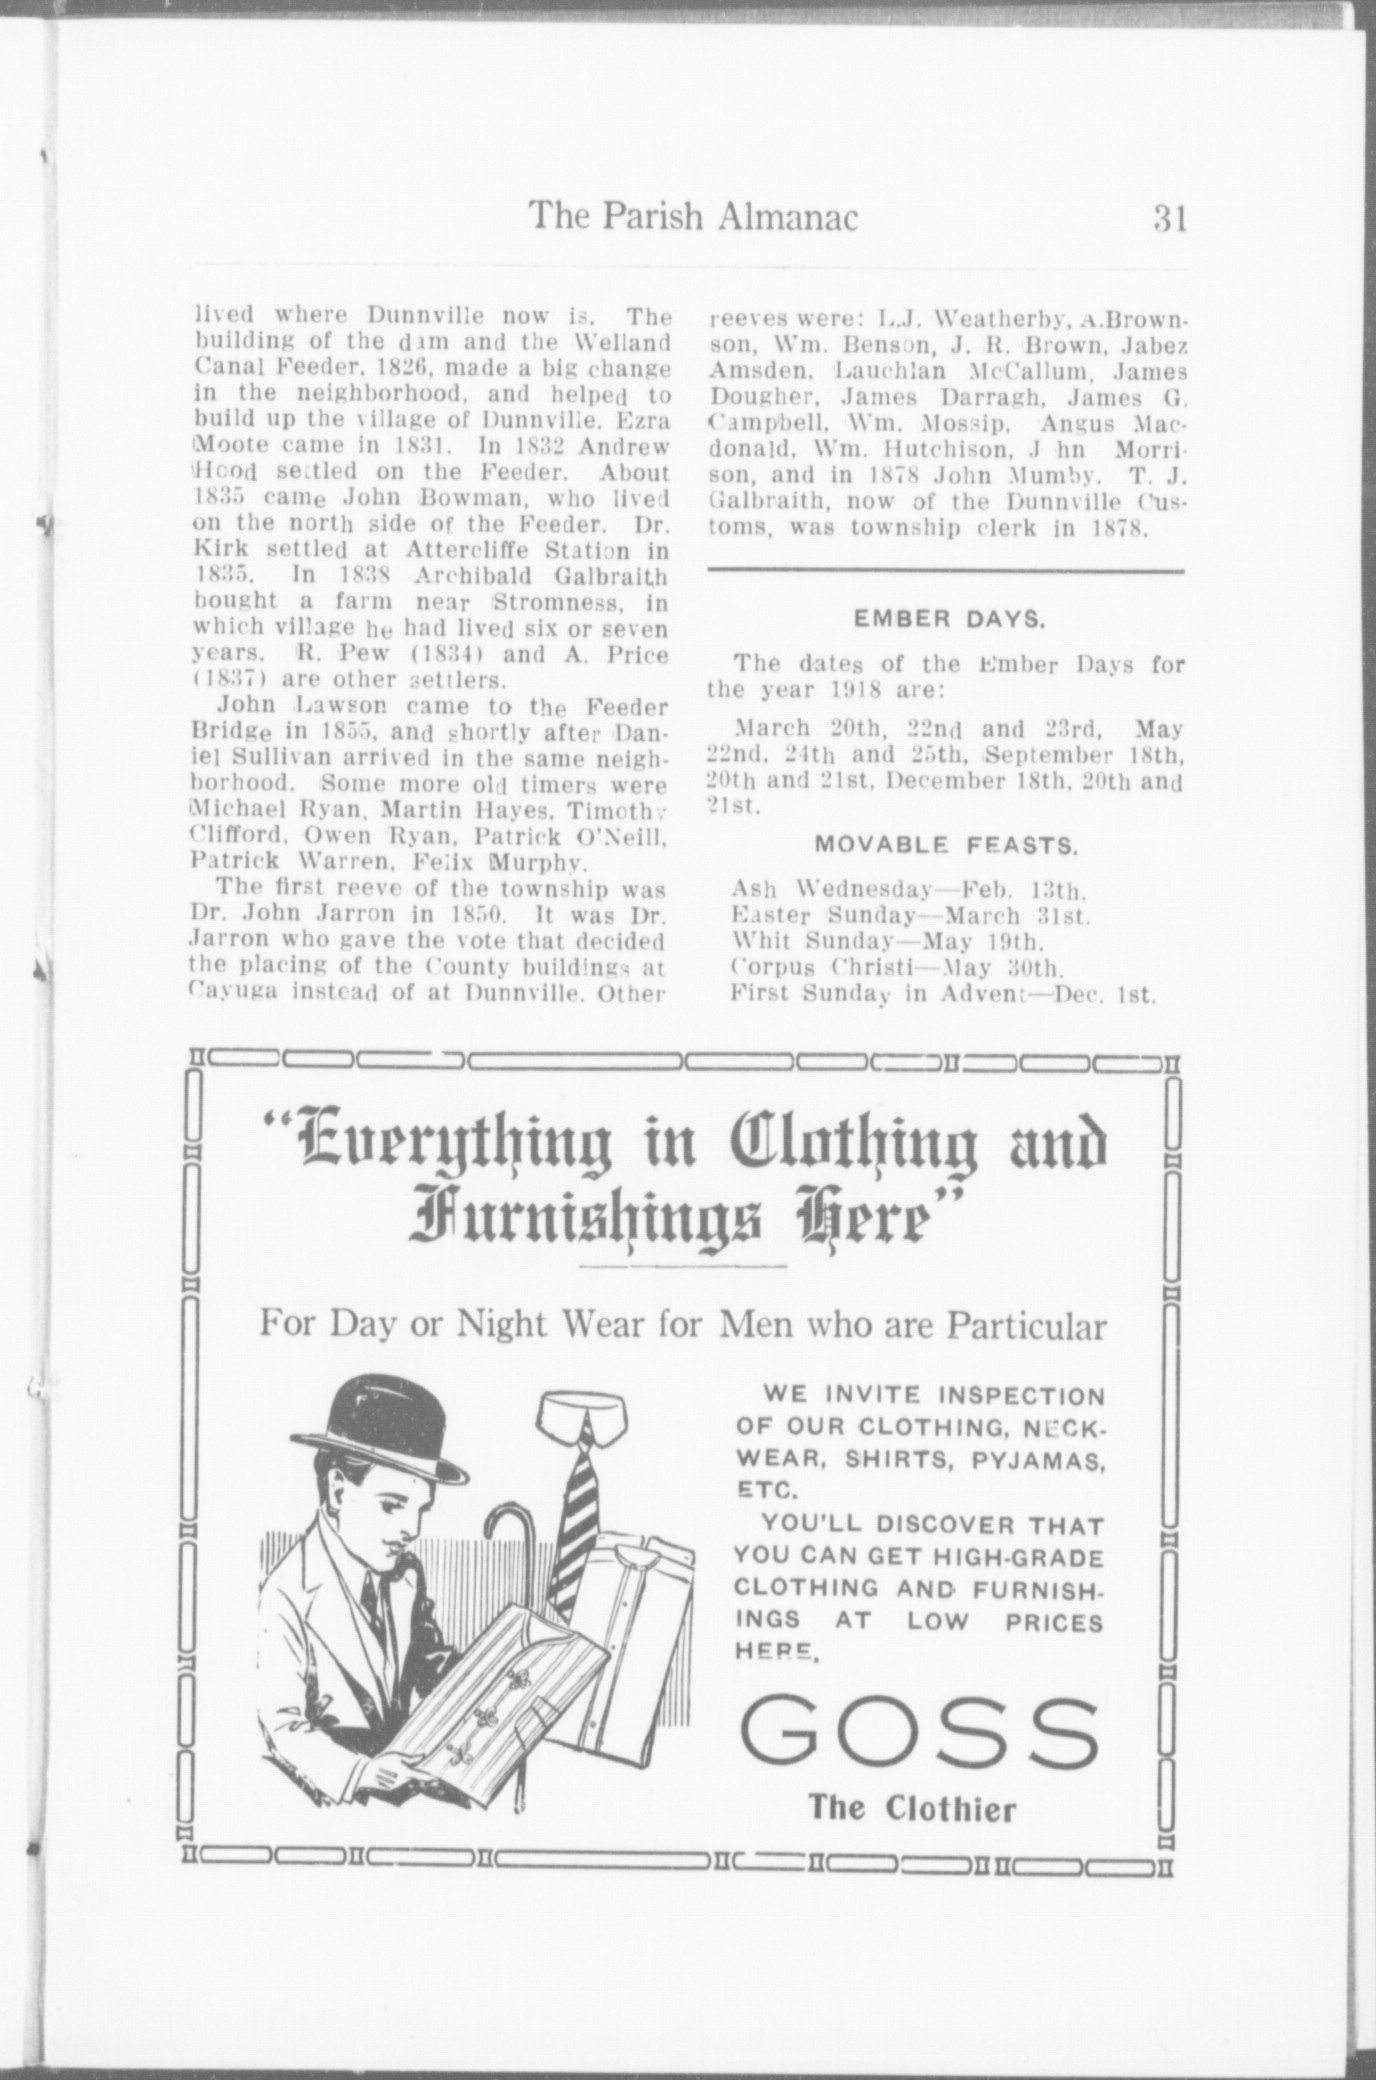 The Parish Almanac 31
lived where Dunnville now is. The
building of the dam and the Welland
Canal Feeder, 1826, made a big change
in the neighborhood, and helped to
build up the village of Dunnville. Ezra
Moote came in 1831. In 1832 Andrew
Hood settled on the Feeder. About
1835 came John Bowman, who lived
on the north side of the Feeder. Dr.
Kirk settled at Attercliffe Station in
1835. In 1838 Archibald Galbraith
bought a farm near Stromness, in
which village he had lived six or seven
years. R. Pew (1834) and A. Price
(1837) are other settlers.
John Lawson came to the Feeder
Bridge in 1855, and shortly after Dan-
iel Sullivan arrived in the same neigh-
borhood. Some more old timers were
Michael Ryan, Martin Hayes, Timothy
Clifford, Owen Ryan, Patrick O'Neill,
Patrick Warren, Felix Murphy.
The first reeve of the township was
Dr. John Jarron in 1850. It was Dr.
Jarron who gave the vote that decided
the placing of the County buildings at
Cayuga instead of at Dunnville. Other
reeves were: L.J. Weatherby, A.Brown-
son, Wm. Benson, J. R. Brown, Jabez
Amsden, Lauchlan McCallum, James
Dougher, James Darragh, James G.
Campbell, Wm. Mossip, Angus Mac-
donald, Wm. Hutchison, J hn Morri-
son, and in 1878 John Mumby. T. J.
Galbraith, now of the Dunnville Cus-
toms, was township clerk in 1878.
EMBER DAYS.
The dates of the Ember Days for
the year 1918 are:
March 20th, 22nd and 23rd, May
22nd, 24th and 25th, September 18th,
20th and 21st, December 18th, 20th and
21st.
MOVABLE FEASTS.
Ash Wednesday—Feb. 13th.
Easter Sunday—March 31st.
Whit Sunday—May 19th.
Corpus Christi—May 30th.
First Sunday in Advent—Dec. 1st.
"Everything in Clothing and
Furnishings Here"
For Day or Night Wear for Men who are Particular
WE INVITE INSPECTION
OF OUR CLOTHING, NECK-
WEAR, SHIRTS, PYJAMAS,
ETC.
YOU'LL DISCOVER THAT
YOU CAN GET HIGH-GRADE
CLOTHING AND FURNISH-
INGS AT LOW PRICES
HERE.
GOSS
The Clothier